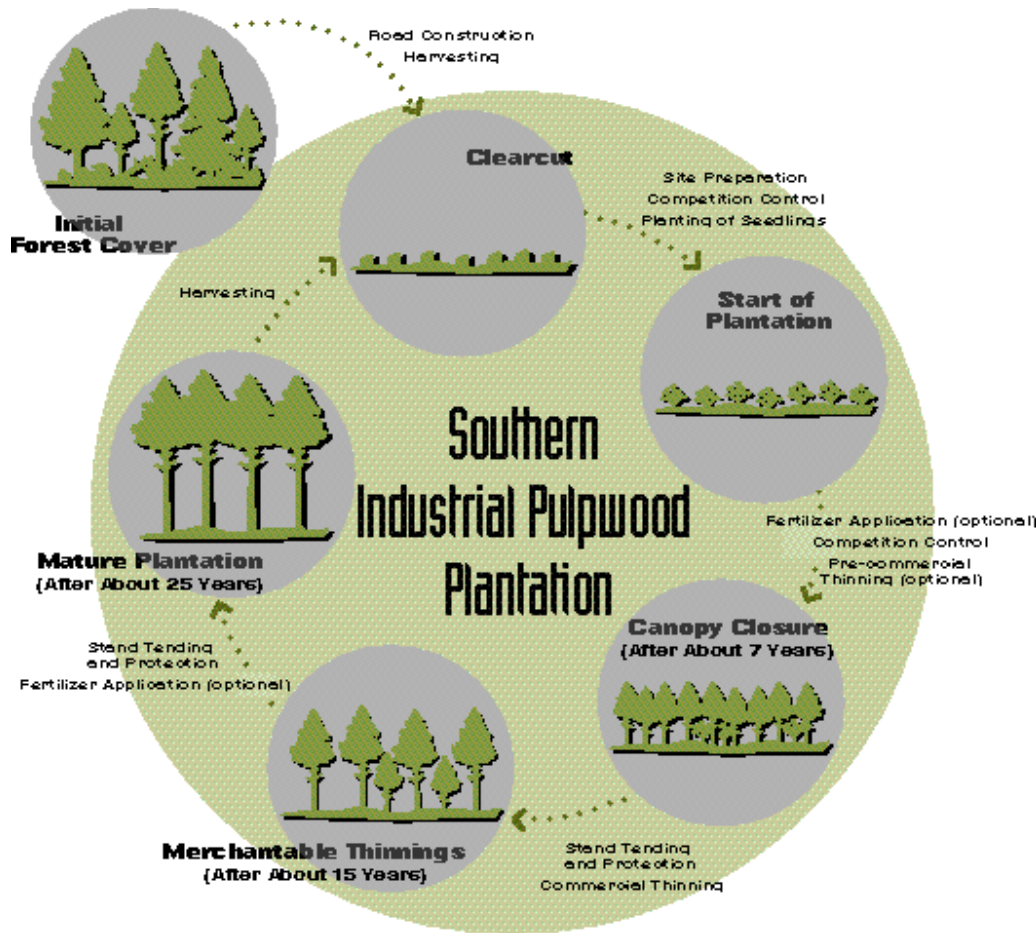 Road Construction
Harvesting
Clearcut
Site Preparation
Competition Control
Planting of Seedlings
Initial
Forest Cover
Harvesting
Start of
Plantation
Southern
Industrial Pulpwood
Plantation
Fertilizer Application (optional)
Competition Control
Pre-commercial
Thinning (optional)
Mature Plantation
(After About 25 Years)
Canopy Closure
(After About 7 Years)
Stand Tending
and Protection
Fertilizer Application (optional)
Merchantable Thinnings
(After About 15 Years)
Stand Tending
and Protection
Commercial Thinning